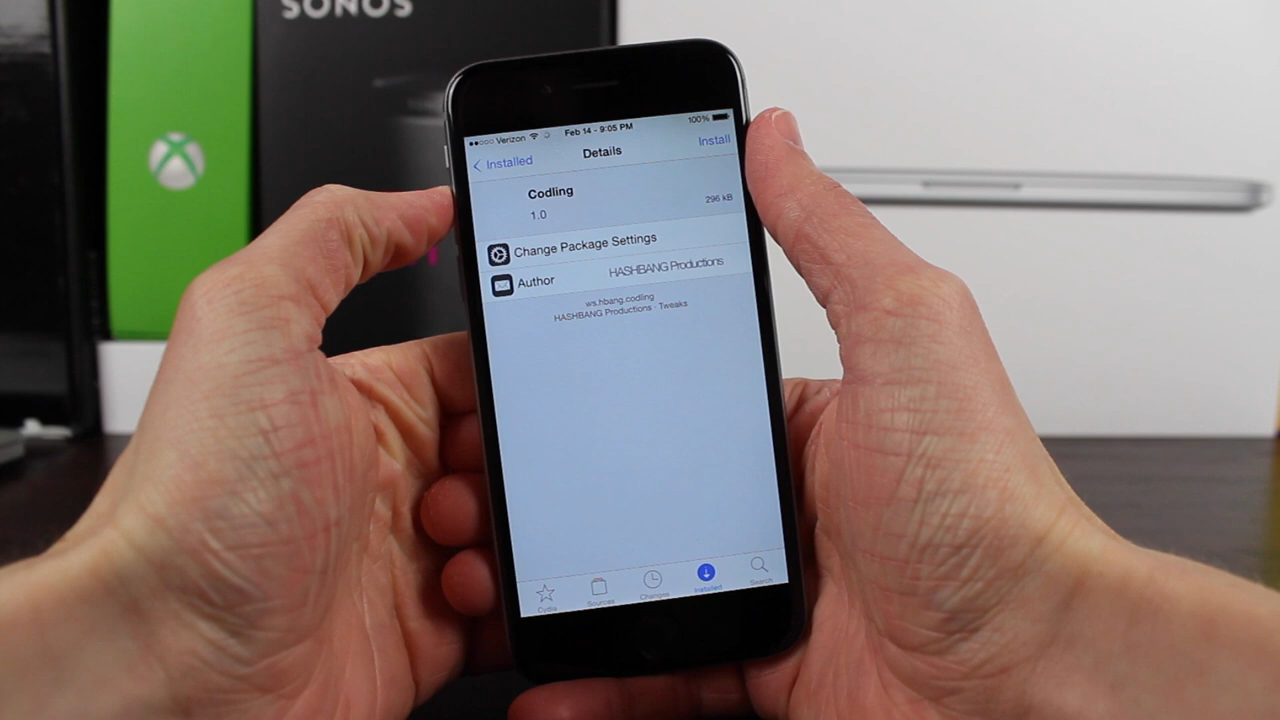 SONOS
Verizon Feb 14 - 9:05 PM 100%
Installed Details Install
Codling
1.0 296 kB
Change Package Settings
Author HASHBANG Productions
ws.hbang.codling
HASHBANG Productions · Tweaks
Cydia Sources Changes Installed Search